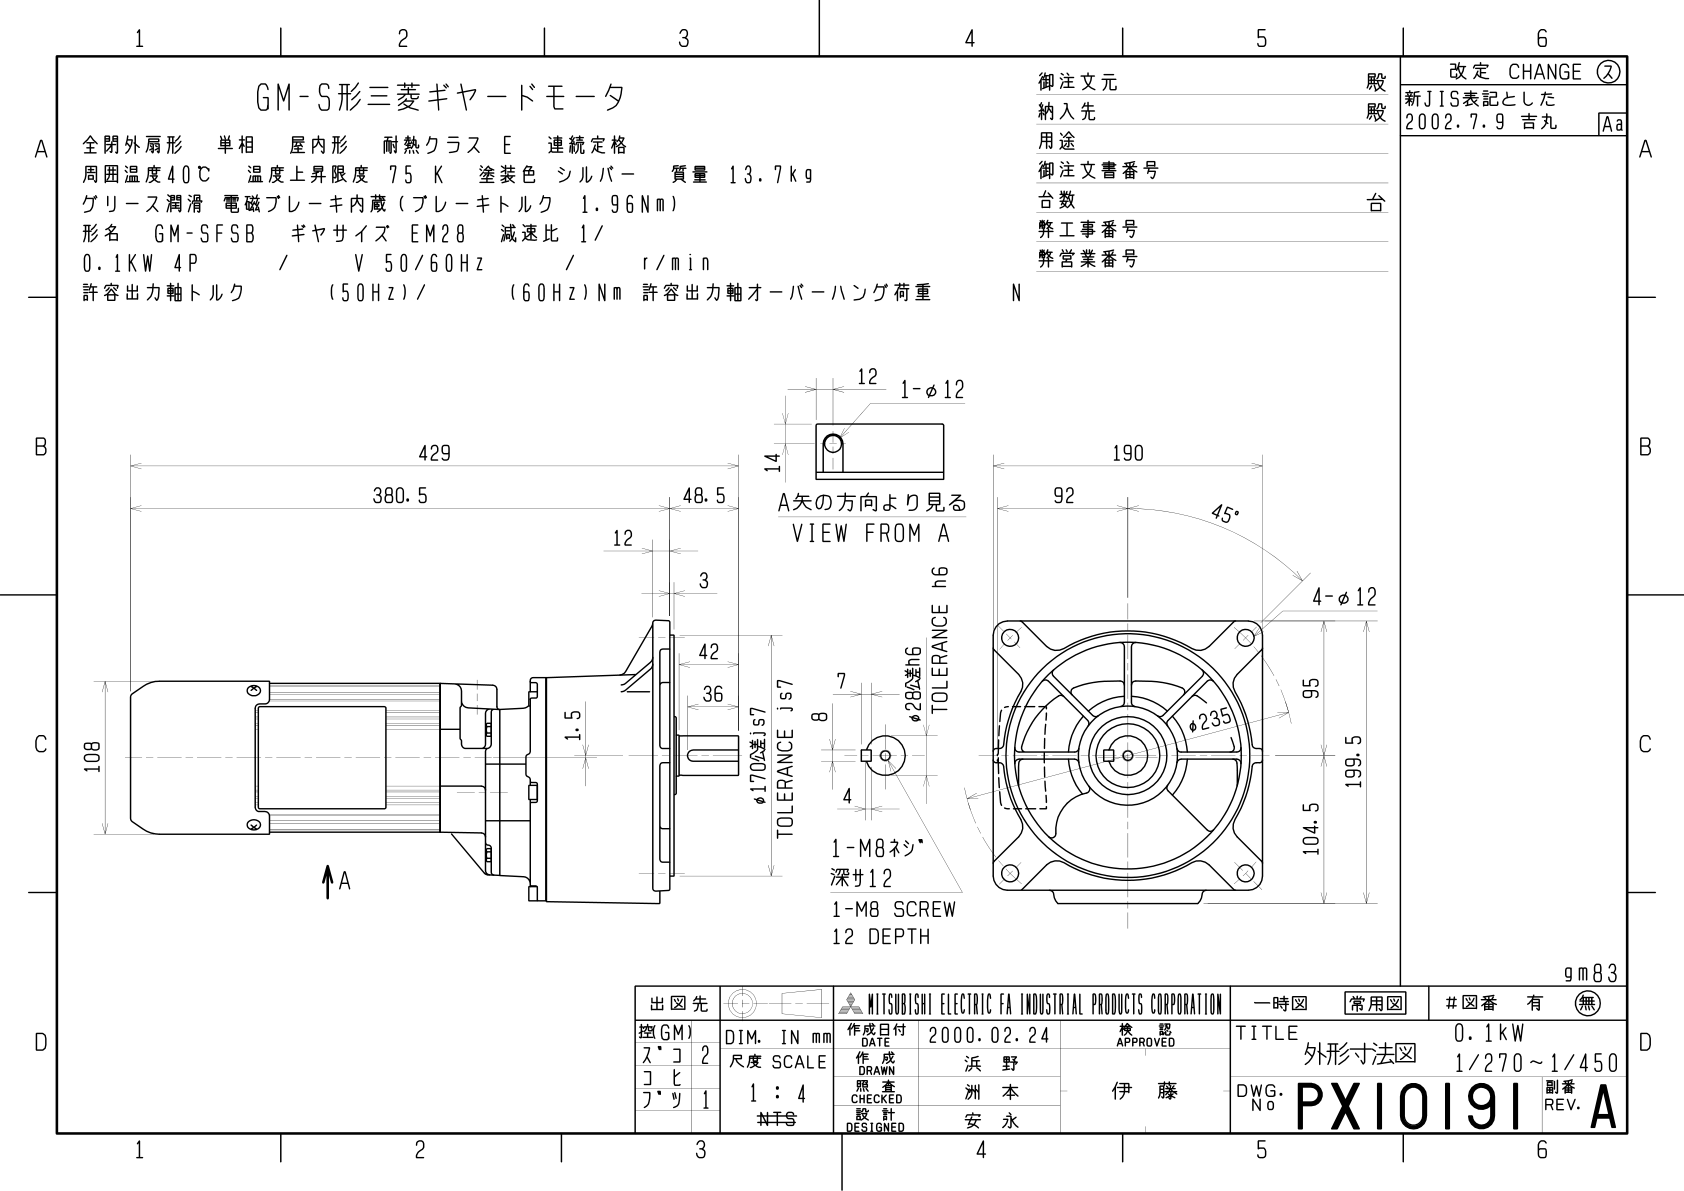 1 2 3 4 5 6
改定 CHANGE ス
新JIS表記とした
2002.7.9 吉丸 Aa
GM-S形三菱ギヤードモータ
全閉外扇形 単相 屋内形 耐熱クラス E 連続定格
周囲温度40℃ 温度上昇限度 75 K 塗装色 シルバー 質量 13.7kg
グリース潤滑 電磁ブレーキ内蔵(ブレーキトルク 1.96Nm)
形名 GM-SFSB ギヤサイズ EM28 減速比 1/
0.1KW 4P / V 50/60Hz / r/min
許容出力軸トルク (50Hz)/ (60Hz)Nm 許容出力軸オーバーハング荷重 N
御注文元 殿
納入先 殿
用途
御注文書番号
台数 台
弊工事番号
弊営業番号
A A
B B
C C
D D
12
1-φ12
14
A矢の方向より見る
VIEW FROM A
429
380.5
48.5
12
3
42
36
1.5
108
φ170公差js7
TOLERANCE js7
A
7
8
4
φ28公差h6
TOLERANCE h6
1-M8ネジ
深サ12
1-M8 SCREW
12 DEPTH
190
92
45°
4-φ12
φ235
95
104.5
199.5
gm83
出図先
控(GM)
ズコ 2
コヒ
ブツ 1
DIM. IN mm
尺度 SCALE
1:4
NTS
MITSUBISHI ELECTRIC FA INDUSTRIAL PRODUCTS CORPORATION
作成日付 DATE 2000.02.24
作成 DRAWN 浜野
照査 CHECKED 洲本
設計 DESIGNED 安永
検認 APPROVED
伊藤
一時図 常用図 #図番 有 無
TITLE 0.1kW
外形寸法図 1/270~1/450
DWG. No PX10191 副番 REV. A
1 2 3 4 5 6